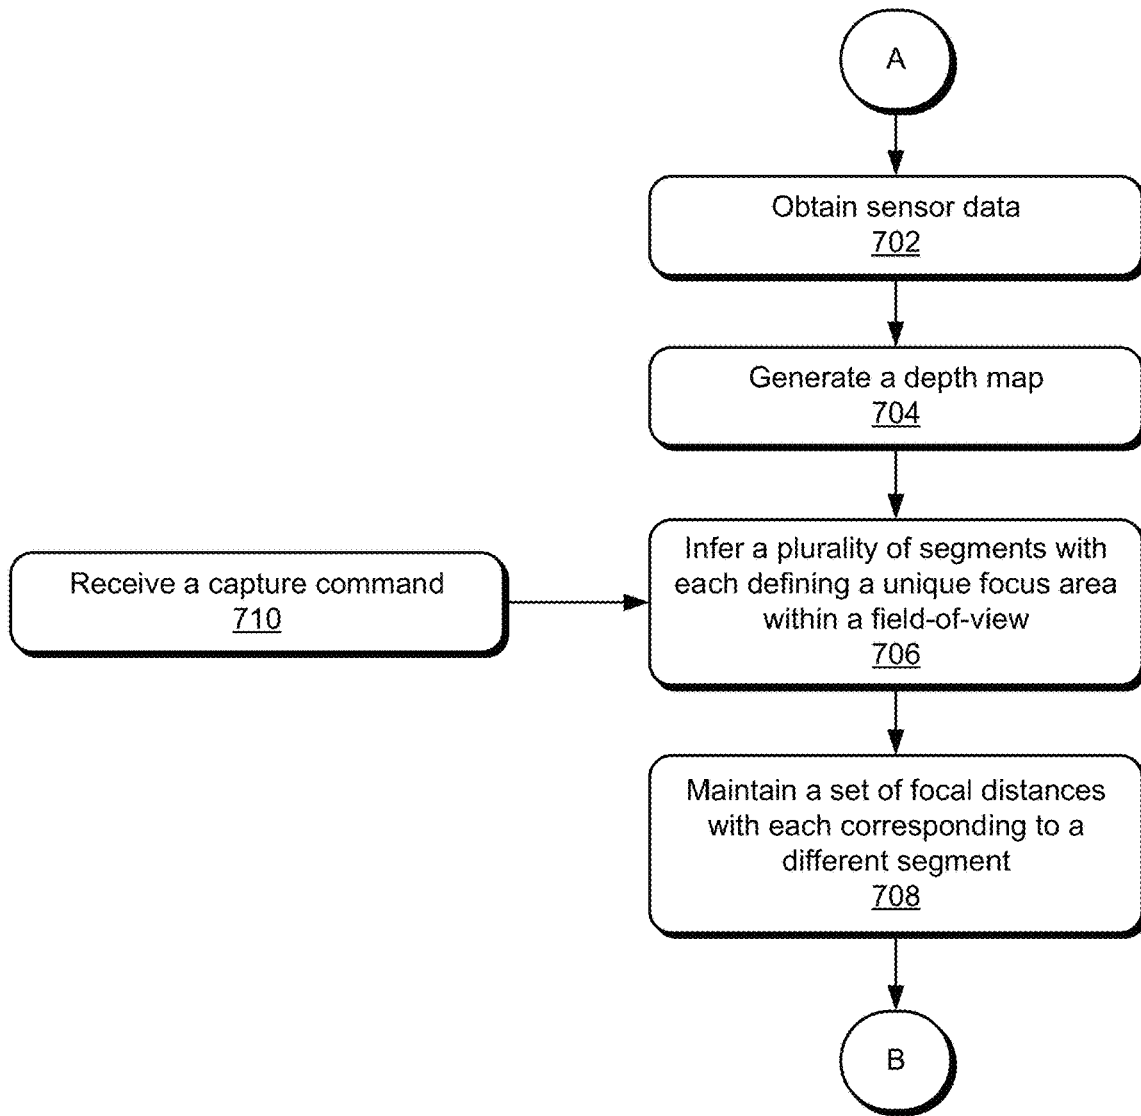 A
Obtain sensor data
702
Generate a depth map
704
Infer a plurality of segments with
each defining a unique focus area
within a field-of-view
706
Receive a capture command
710
Maintain a set of focal distances
with each corresponding to a
different segment
708
B